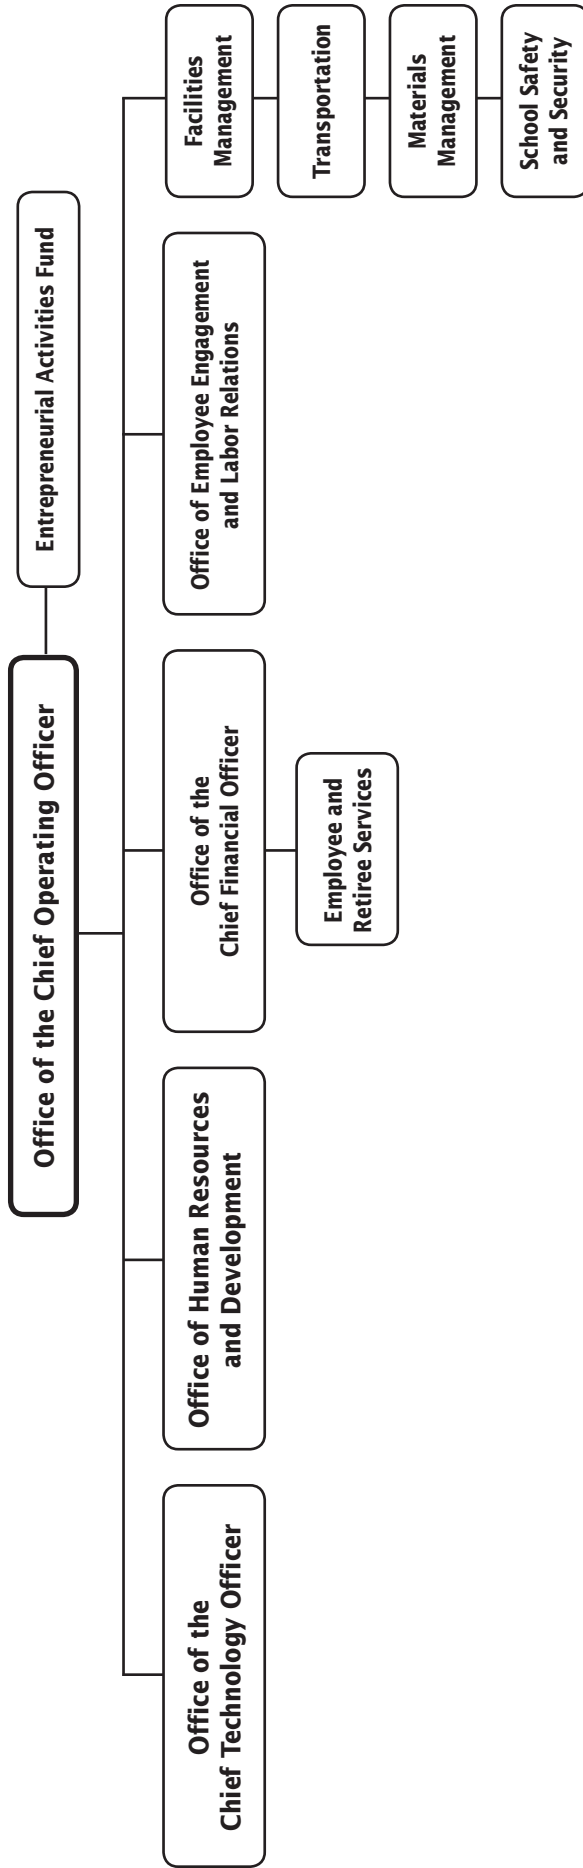 Office of the Chief Operating Officer
Entrepreneurial Activities Fund
Office of the
Chief Technology Officer
Office of Human Resources
and Development
Office of the
Chief Financial Officer
Employee and
Retiree Services
Office of Employee Engagement
and Labor Relations
Facilities
Management
Transportation
Materials
Management
School Safety
and Security